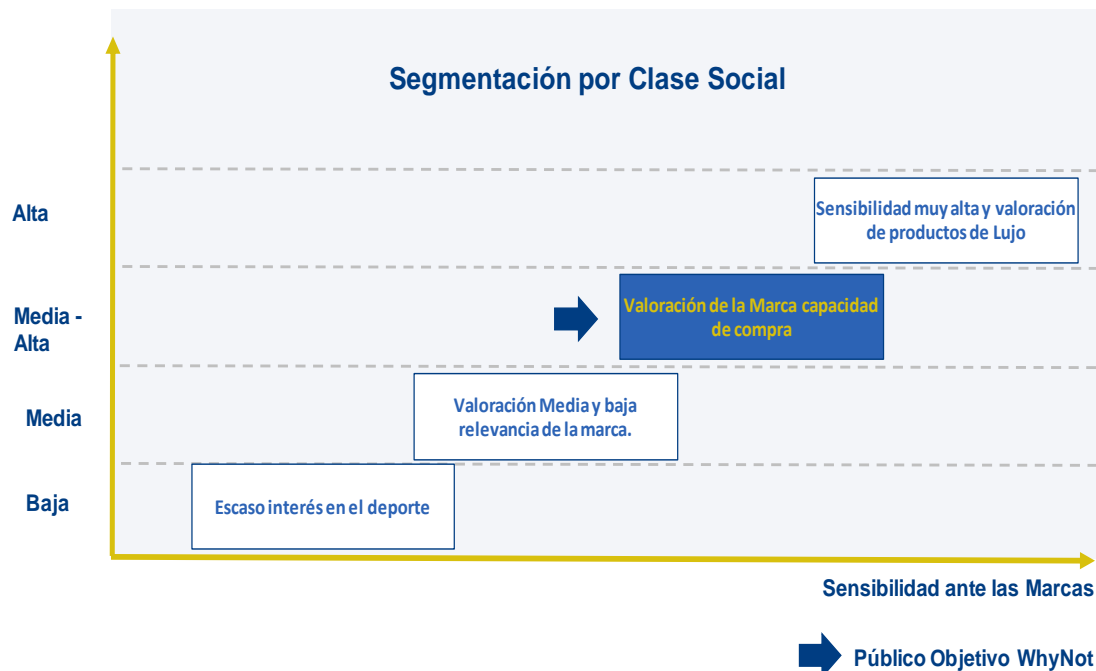 Segmentación por Clase Social
Alta
Sensibilidad muy alta y valoración
de productos de Lujo
Media -
Alta
Valoración de la Marca capacidad
de compra
Media
Valoración Media y baja
relevancia de la marca.
Baja
Escaso interés en el deporte
Sensibilidad ante las Marcas
Público Objetivo WhyNot